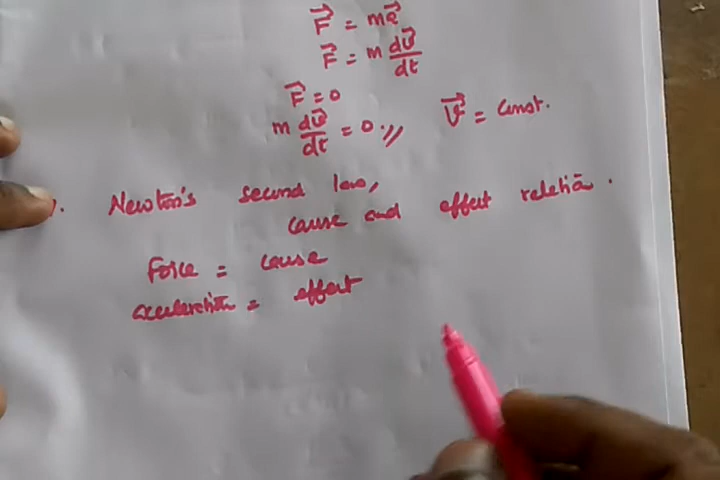 F⃗ = ma⃗
F⃗ = m dv⃗/dt
F⃗ = 0
m dv⃗/dt = 0 // V⃗ = Const.
Newton's second law,
cause and effect relation.
Force = cause
acceleration = effect